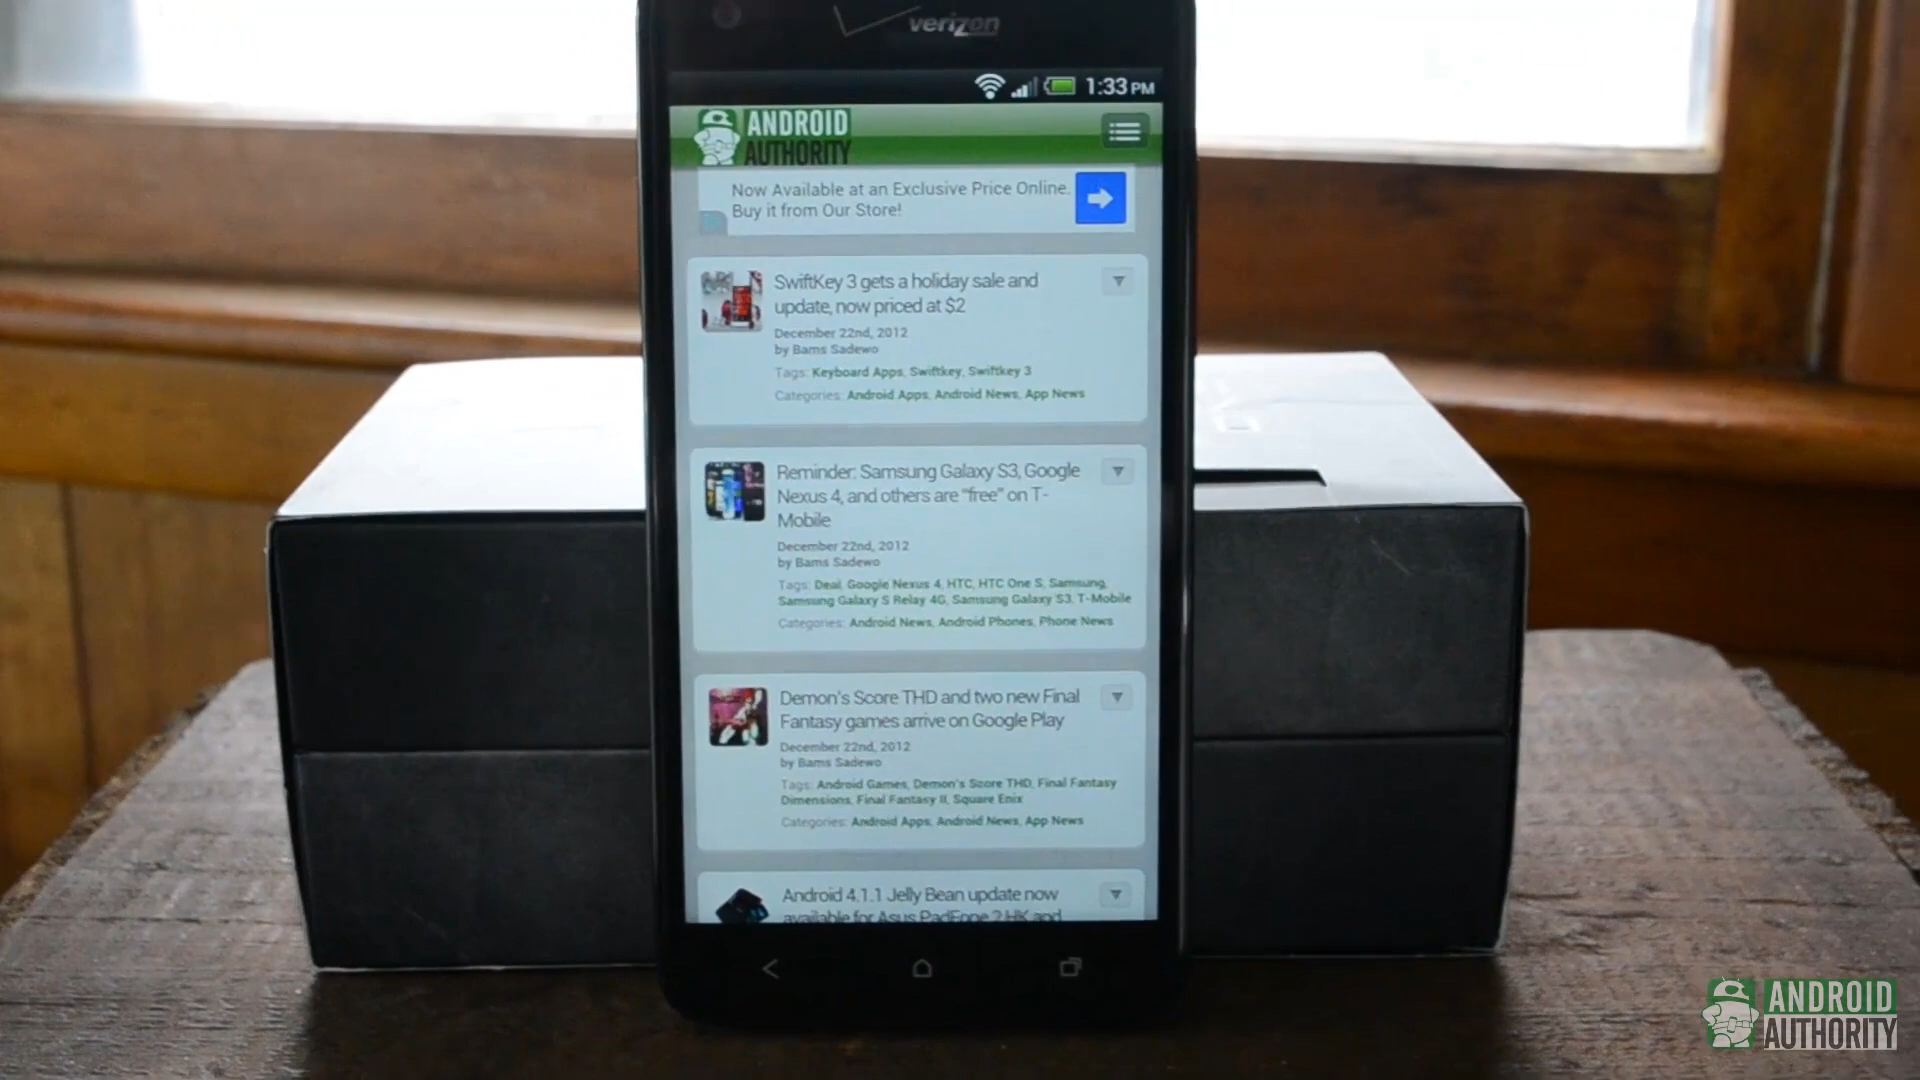 verizon
1:33 PM
ANDROID
AUTHORITY
Now Available at an Exclusive Price Online.
Buy it from Our Store!
SwiftKey 3 gets a holiday sale and
update, now priced at $2
December 22nd, 2012
by Bams Sadewo
Tags: Keyboard Apps, Swiftkey, Swiftkey 3
Categories: Android Apps, Android News, App News
Reminder: Samsung Galaxy S3, Google
Nexus 4, and others are “free” on T-
Mobile
December 22nd, 2012
by Bams Sadewo
Tags: Deal, Google Nexus 4, HTC, HTC One S, Samsung,
Samsung Galaxy S Relay 4G, Samsung Galaxy S3, T-Mobile
Categories: Android News, Android Phones, Phone News
Demon's Score THD and two new Final
Fantasy games arrive on Google Play
December 22nd, 2012
by Bams Sadewo
Tags: Android Games, Demon's Score THD, Final Fantasy
Dimensions, Final Fantasy II, Square Enix
Categories: Android Apps, Android News, App News
Android 4.1.1 Jelly Bean update now
available for Asus PadFone 2 HK and
ANDROID
AUTHORITY